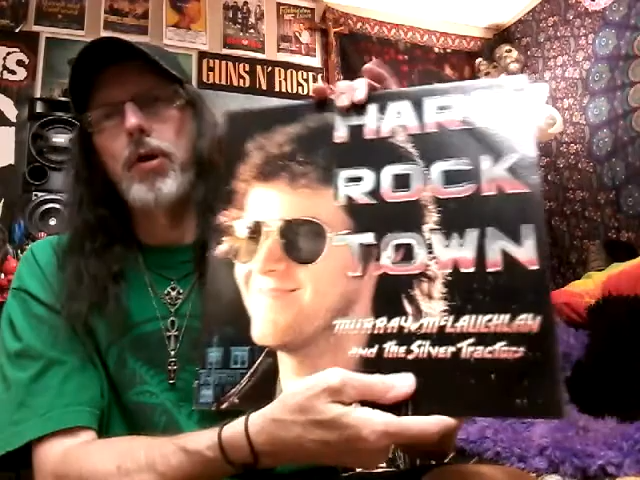 GUNS N' ROSES
HARD
ROCK
TOWN
MURRAY McLAUCHLAN
and The Silver Tractors